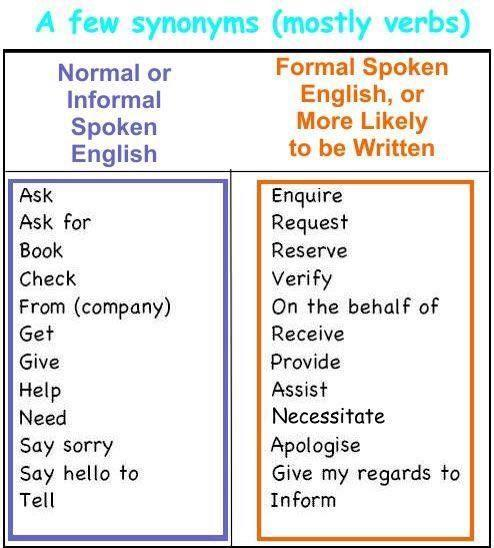 A few synonyms (mostly verbs)
Normal or
Informal
Spoken
English
Formal Spoken
English, or
More Likely
to be Written
Ask
Ask for
Book
Check
From (company)
Get
Give
Help
Need
Say sorry
Say hello to
Tell
Enquire
Request
Reserve
Verify
On the behalf of
Receive
Provide
Assist
Necessitate
Apologise
Give my regards to
Inform